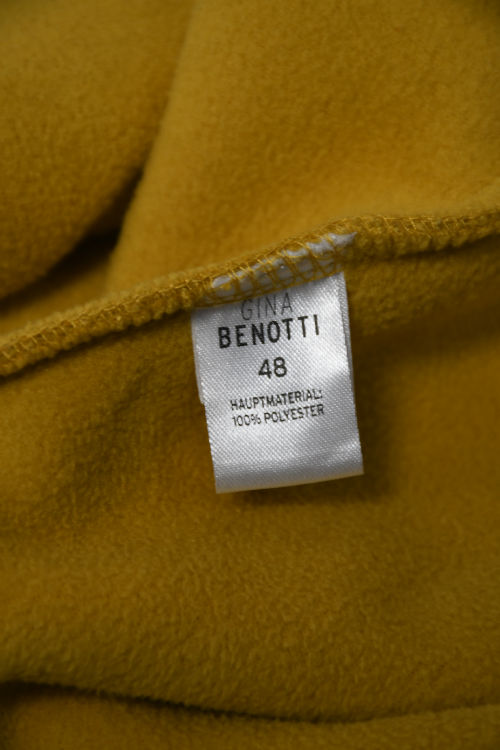 GINA
BENOTTI
48
HAUPTMATERIAL:
100% POLYESTER